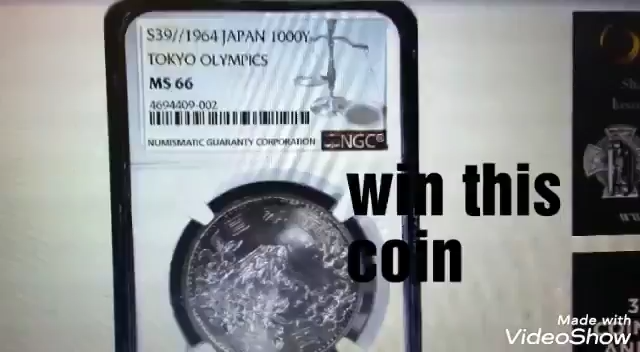 S39//1964 JAPAN 1000Y
TOKYO OLYMPICS
MS 66
4694409-002
NUMISMATIC GUARANTY CORPORATION
NGC®
win this
coin
Made with
VideoShow